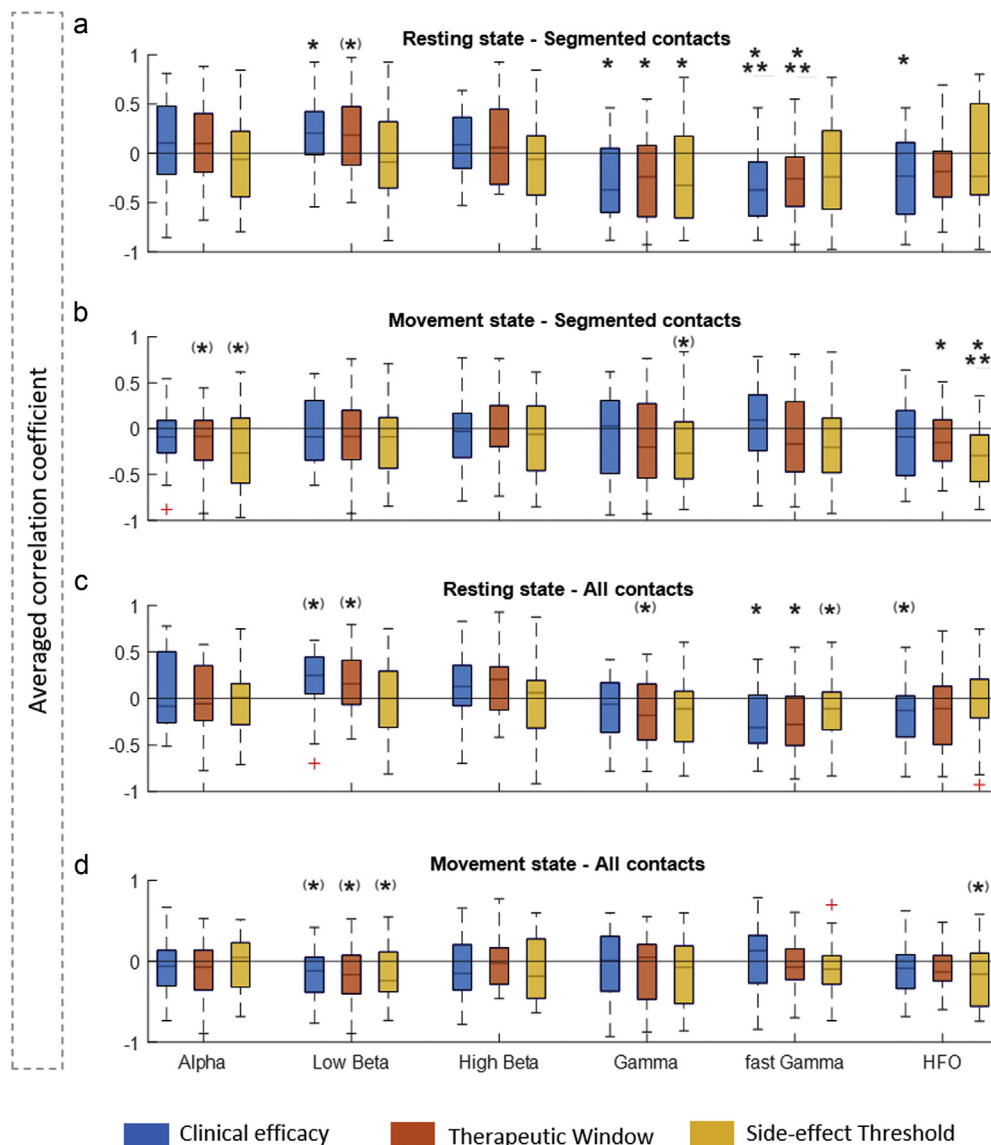 a
Resting state - Segmented contacts
* (*) * * * * ** * ** *
1
0.5
0
-0.5
-1
b
Movement state - Segmented contacts
(*) (*) (*) * * **
1
0.5
0
-0.5
-1
c
Resting state - All contacts
(*) (*) (*) * * (*) (*)
1
0.5
0
-0.5
-1
d
Movement state - All contacts
(*) (*) (*) (*)
1
0
-1
Alpha Low Beta High Beta Gamma fast Gamma HFO
Averaged correlation coefficient
Clinical efficacy Therapeutic Window Side-effect Threshold